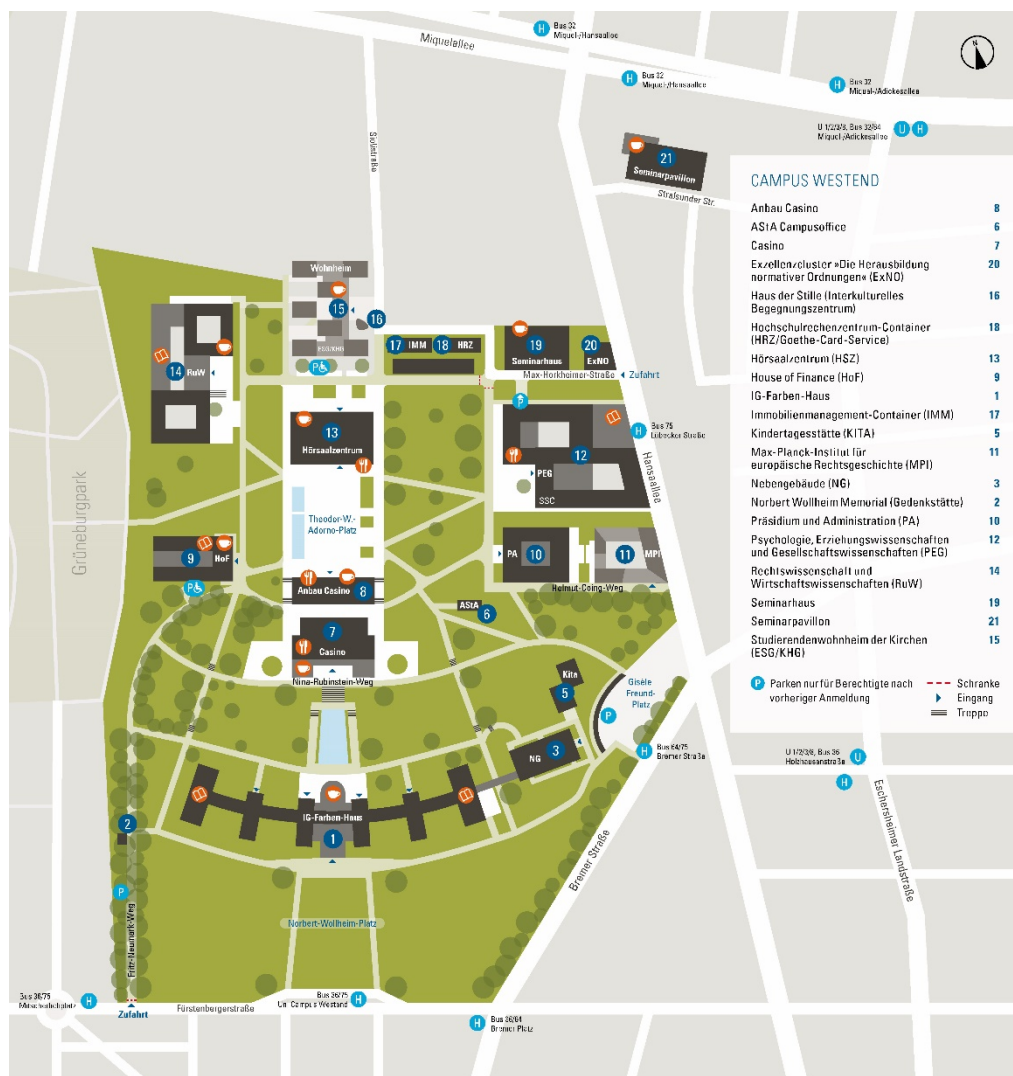 Bus 32
Miquel-/Hansaallee
Miquelallee
Bus 32
Miquel-/Hansaallee
Bus 32
Miquel-/Adickesallee
U 1/2/3/8, Bus 32/64
Miquel-/Adickesallee
N
H
H
H
U H
Siolistraße
21
Seminarpavillon
Stralsunder Str.
CAMPUS WESTEND
Anbau Casino 8
AStA Campusoffice 6
Casino 7
Exzellenzcluster »Die Herausbildung 20
normativer Ordnungen« (ExNO)
Haus der Stille (Interkulturelles 16
Begegnungszentrum)
Hochschulrechenzentrum-Container 18
(HRZ/Goethe-Card-Service)
Hörsaalzentrum (HSZ) 13
House of Finance (HoF) 9
IG-Farben-Haus 1
Immobilienmanagement-Container (IMM) 17
Kindertagesstätte (KITA) 5
Max-Planck-Institut für 11
europäische Rechtsgeschichte (MPI)
Nebengebäude (NG) 3
Norbert Wollheim Memorial (Gedenkstätte) 2
Präsidium und Administration (PA) 10
Psychologie, Erziehungswissenschaften 12
und Gesellschaftswissenschaften (PEG)
Rechtswissenschaft und 14
Wirtschaftswissenschaften (RuW)
Seminarhaus 19
Seminarpavillon 21
Studierendenwohnheim der Kirchen 15
(ESG/KHG)
P Parken nur für Berechtigte nach
vorheriger Anmeldung
Schranke
Eingang
Treppe
Wohnheim
15
16
ESG/KHG
P
17 IMM 18 HRZ
19
Seminarhaus
20
ExNO
Max-Horkheimer-Straße
Zufahrt
14 RuW
P
13
Hörsaalzentrum
12
PEG
SSC
H
Bus 75
Lübecker Straße
Hansaallee
Grüneburgpark
Theodor-W.-
Adorno-Platz
9 HoF
P
PA 10
11 MPI
Helmut-Coing-Weg
Anbau Casino 8
AStA
6
7
Casino
Nina-Rubinstein-Weg
Kita
5
Gisèle
Freund-
Platz
P
3
NG
H
Bus 64/75
Bremer Straße
U 1/2/3/8, Bus 36
Holzhausenstraße
U
H
IG-Farben-Haus
1
2
P
Fritz-Neumark-Weg
Norbert-Wollheim-Platz
Bremer Straße
Eschersheimer Landstraße
H
Zufahrt
Fürstenbergerstraße
Bus 36/75
Uni Campus Westend
H
H
Bus 36/64
Bremer Platz